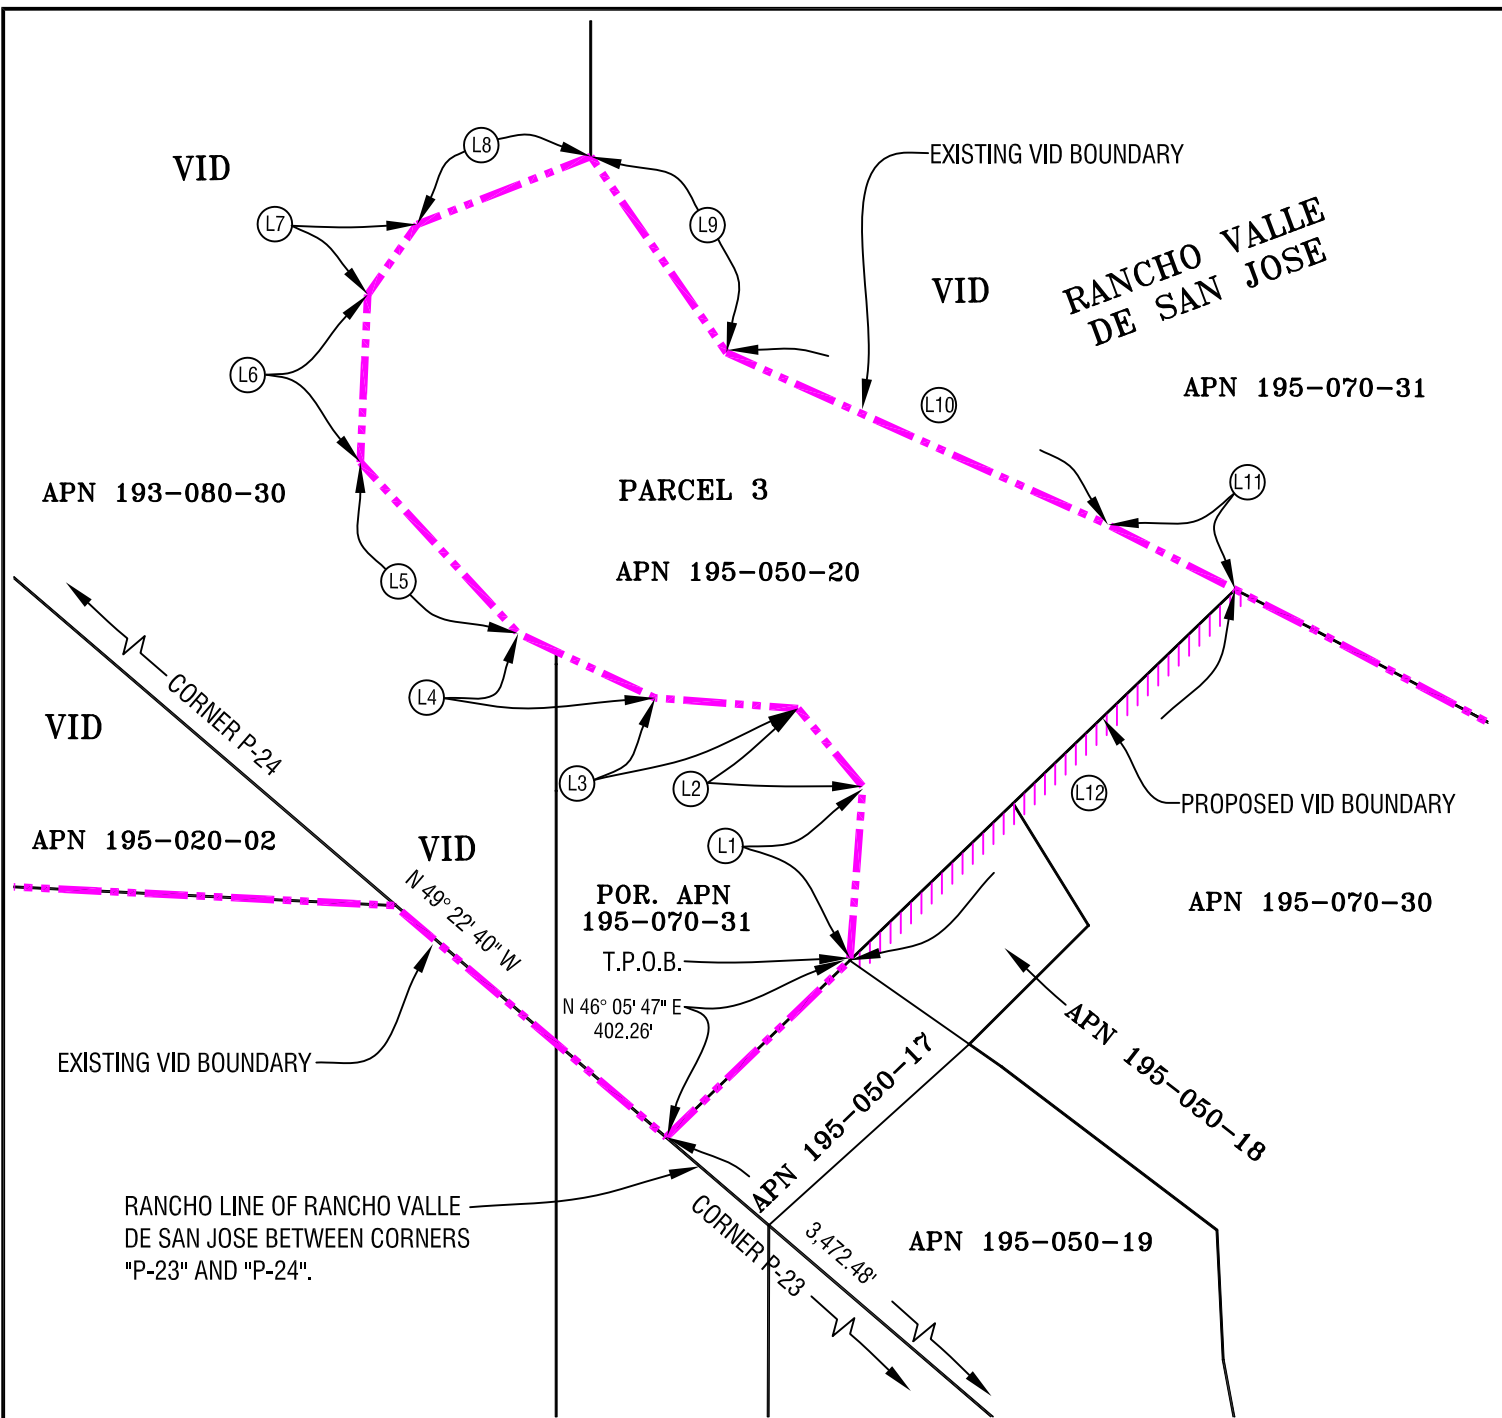 L8
VID
EXISTING VID BOUNDARY
L7
L9
RANCHO VALLE
DE SAN JOSE
VID
L6
APN 195-070-31
L10
APN 193-080-30
PARCEL 3
L11
APN 195-050-20
L5
CORNER P-24
L4
VID
L3
L2
L12
PROPOSED VID BOUNDARY
APN 195-020-02
VID
L1
N 49° 22' 40" W
POR. APN
195-070-31
APN 195-070-30
T.P.O.B.
N 46° 05' 47" E
402.26'
EXISTING VID BOUNDARY
APN 195-050-17
APN 195-050-18
RANCHO LINE OF RANCHO VALLE
DE SAN JOSE BETWEEN CORNERS
"P-23" AND "P-24".
CORNER P-23
3,472.48'
APN 195-050-19